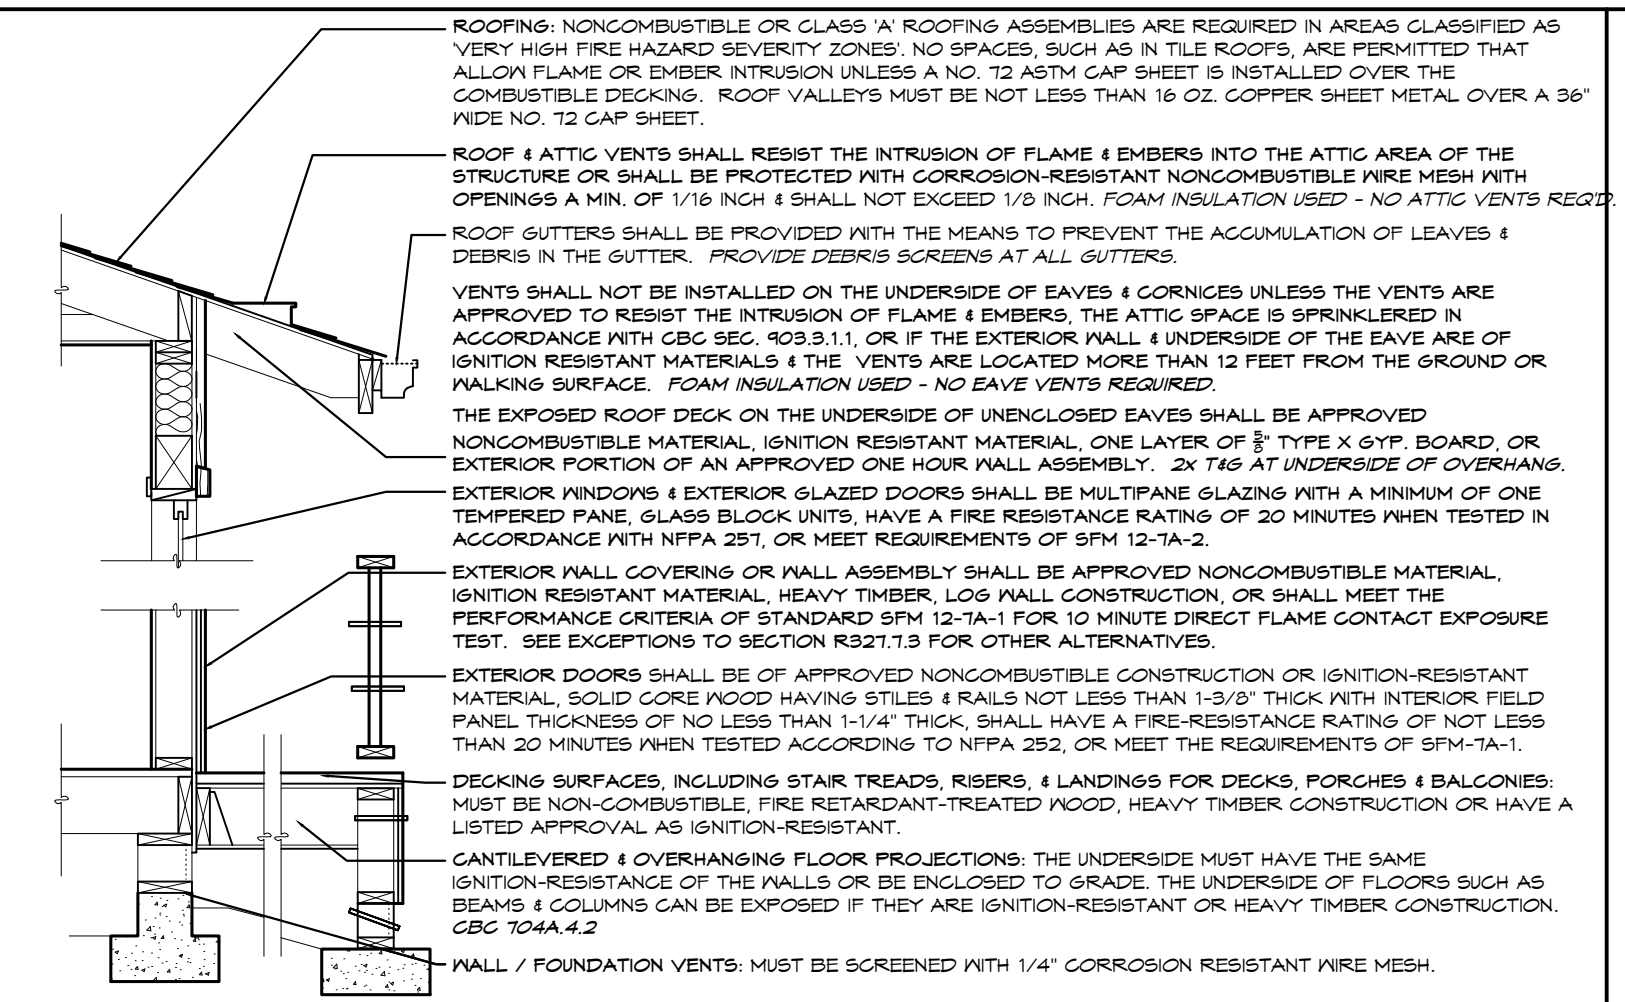 ROOFING: NONCOMBUSTIBLE OR CLASS 'A' ROOFING ASSEMBLIES ARE REQUIRED IN AREAS CLASSIFIED AS
'VERY HIGH FIRE HAZARD SEVERITY ZONES'. NO SPACES, SUCH AS IN TILE ROOFS, ARE PERMITTED THAT
ALLOW FLAME OR EMBER INTRUSION UNLESS A NO. 72 ASTM CAP SHEET IS INSTALLED OVER THE
COMBUSTIBLE DECKING. ROOF VALLEYS MUST BE NOT LESS THAN 16 OZ. COPPER SHEET METAL OVER A 36"
WIDE NO. 72 CAP SHEET.
ROOF & ATTIC VENTS SHALL RESIST THE INTRUSION OF FLAME & EMBERS INTO THE ATTIC AREA OF THE
STRUCTURE OR SHALL BE PROTECTED WITH CORROSION-RESISTANT NONCOMBUSTIBLE WIRE MESH WITH
OPENINGS A MIN. OF 1/16 INCH & SHALL NOT EXCEED 1/8 INCH. FOAM INSULATION USED - NO ATTIC VENTS REQ'D.
ROOF GUTTERS SHALL BE PROVIDED WITH THE MEANS TO PREVENT THE ACCUMULATION OF LEAVES &
DEBRIS IN THE GUTTER. PROVIDE DEBRIS SCREENS AT ALL GUTTERS.
VENTS SHALL NOT BE INSTALLED ON THE UNDERSIDE OF EAVES & CORNICES UNLESS THE VENTS ARE
APPROVED TO RESIST THE INTRUSION OF FLAME & EMBERS, THE ATTIC SPACE IS SPRINKLERED IN
ACCORDANCE WITH CBC SEC. 903.3.1.1, OR IF THE EXTERIOR WALL & UNDERSIDE OF THE EAVE ARE OF
IGNITION RESISTANT MATERIALS & THE VENTS ARE LOCATED MORE THAN 12 FEET FROM THE GROUND OR
WALKING SURFACE. FOAM INSULATION USED - NO EAVE VENTS REQUIRED.
THE EXPOSED ROOF DECK ON THE UNDERSIDE OF UNENCLOSED EAVES SHALL BE APPROVED
NONCOMBUSTIBLE MATERIAL, IGNITION RESISTANT MATERIAL, ONE LAYER OF 5/8" TYPE X GYP. BOARD, OR
EXTERIOR PORTION OF AN APPROVED ONE HOUR WALL ASSEMBLY. 2X T&G AT UNDERSIDE OF OVERHANG.
EXTERIOR WINDOWS & EXTERIOR GLAZED DOORS SHALL BE MULTIPANE GLAZING WITH A MINIMUM OF ONE
TEMPERED PANE, GLASS BLOCK UNITS, HAVE A FIRE RESISTANCE RATING OF 20 MINUTES WHEN TESTED IN
ACCORDANCE WITH NFPA 257, OR MEET REQUIREMENTS OF SFM 12-7A-2.
EXTERIOR WALL COVERING OR WALL ASSEMBLY SHALL BE APPROVED NONCOMBUSTIBLE MATERIAL,
IGNITION RESISTANT MATERIAL, HEAVY TIMBER, LOG WALL CONSTRUCTION, OR SHALL MEET THE
PERFORMANCE CRITERIA OF STANDARD SFM 12-7A-1 FOR 10 MINUTE DIRECT FLAME CONTACT EXPOSURE
TEST. SEE EXCEPTIONS TO SECTION R327.7.3 FOR OTHER ALTERNATIVES.
EXTERIOR DOORS SHALL BE OF APPROVED NONCOMBUSTIBLE CONSTRUCTION OR IGNITION-RESISTANT
MATERIAL, SOLID CORE WOOD HAVING STILES & RAILS NOT LESS THAN 1-3/8" THICK WITH INTERIOR FIELD
PANEL THICKNESS OF NO LESS THAN 1-1/4" THICK, SHALL HAVE A FIRE-RESISTANCE RATING OF NOT LESS
THAN 20 MINUTES WHEN TESTED ACCORDING TO NFPA 252, OR MEET THE REQUIREMENTS OF SFM-7A-1.
DECKING SURFACES, INCLUDING STAIR TREADS, RISERS, & LANDINGS FOR DECKS, PORCHES & BALCONIES:
MUST BE NON-COMBUSTIBLE, FIRE RETARDANT-TREATED WOOD, HEAVY TIMBER CONSTRUCTION OR HAVE A
LISTED APPROVAL AS IGNITION-RESISTANT.
CANTILEVERED & OVERHANGING FLOOR PROJECTIONS: THE UNDERSIDE MUST HAVE THE SAME
IGNITION-RESISTANCE OF THE WALLS OR BE ENCLOSED TO GRADE. THE UNDERSIDE OF FLOORS SUCH AS
BEAMS & COLUMNS CAN BE EXPOSED IF THEY ARE IGNITION-RESISTANT OR HEAVY TIMBER CONSTRUCTION.
CBC 704A.4.2
WALL / FOUNDATION VENTS: MUST BE SCREENED WITH 1/4" CORROSION RESISTANT WIRE MESH.